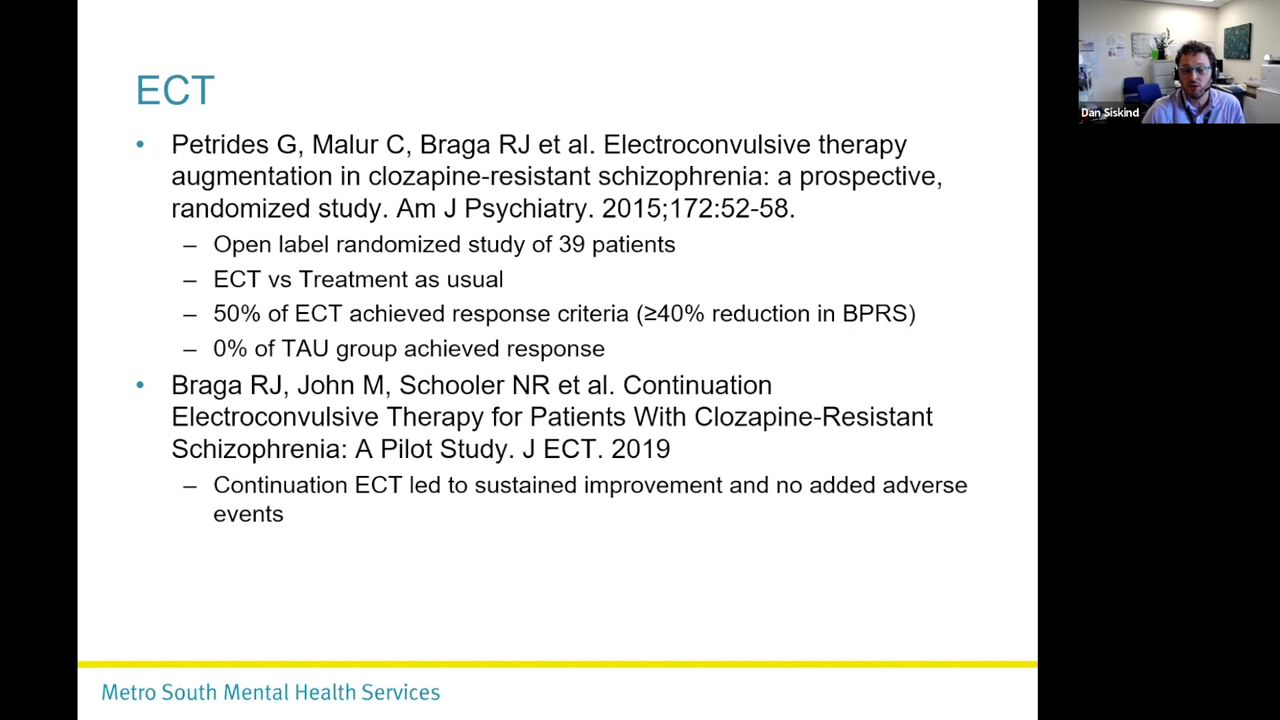 ECT
• Petrides G, Malur C, Braga RJ et al. Electroconvulsive therapy
augmentation in clozapine-resistant schizophrenia: a prospective,
randomized study. Am J Psychiatry. 2015;172:52-58.
– Open label randomized study of 39 patients
– ECT vs Treatment as usual
– 50% of ECT achieved response criteria (≥40% reduction in BPRS)
– 0% of TAU group achieved response
• Braga RJ, John M, Schooler NR et al. Continuation
Electroconvulsive Therapy for Patients With Clozapine-Resistant
Schizophrenia: A Pilot Study. J ECT. 2019
– Continuation ECT led to sustained improvement and no added adverse
events
Metro South Mental Health Services
Dan Siskind